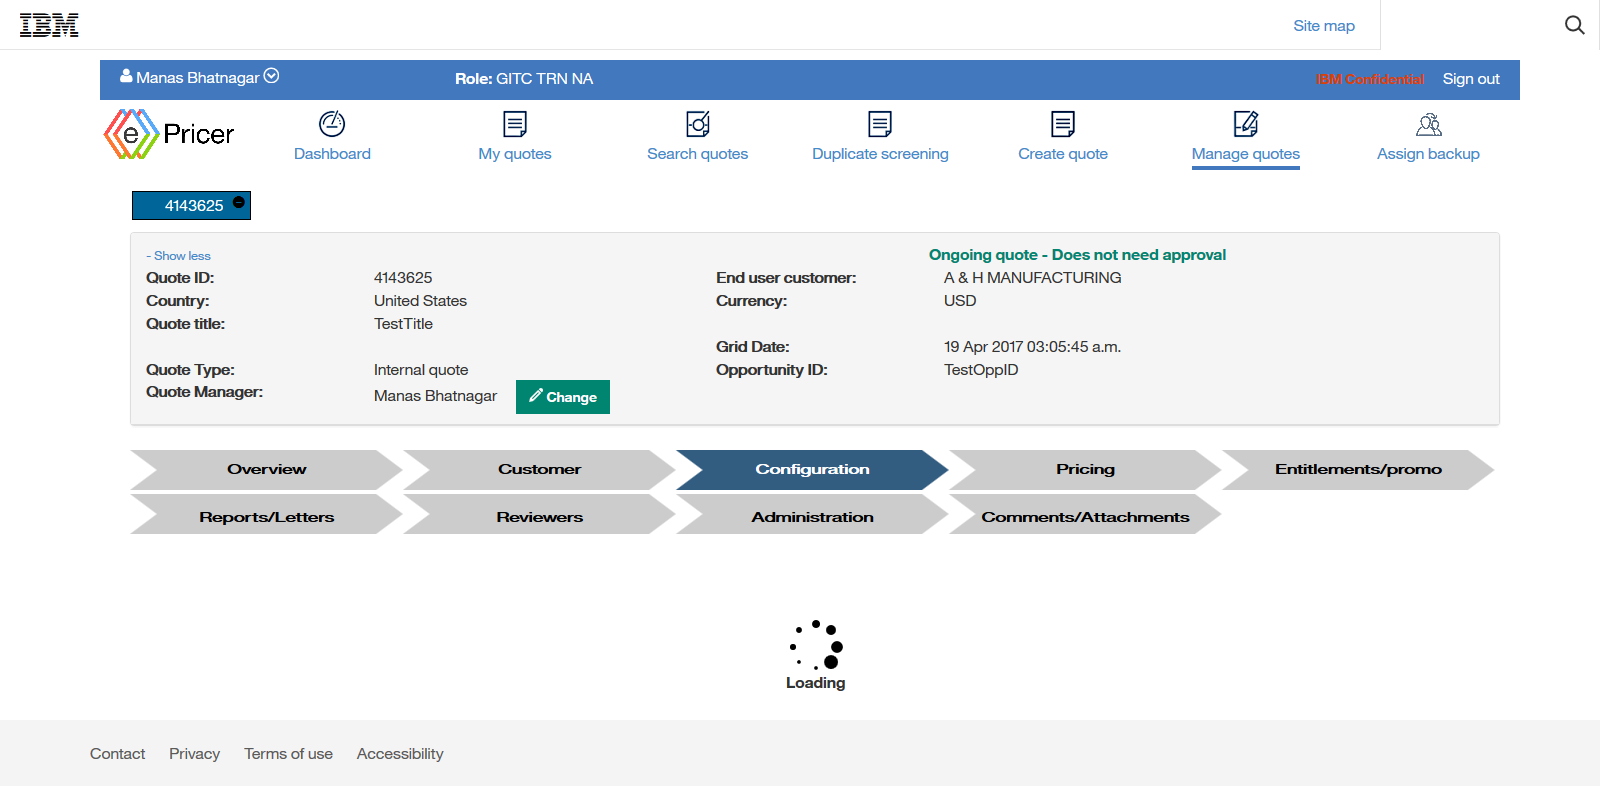 IBM
Site map
Manas Bhatnagar
Role: GITC TRN NA
IBM Confidential
Sign out
e Pricer
Dashboard
My quotes
Search quotes
Duplicate screening
Create quote
Manage quotes
Assign backup
4143625
- Show less
Ongoing quote - Does not need approval
Quote ID: 4143625
End user customer: A & H MANUFACTURING
Country: United States
Currency: USD
Quote title: TestTitle
Grid Date: 19 Apr 2017 03:05:45 a.m.
Quote Type: Internal quote
Opportunity ID: TestOppID
Quote Manager: Manas Bhatnagar
Change
Overview
Customer
Configuration
Pricing
Entitlements/promo
Reports/Letters
Reviewers
Administration
Comments/Attachments
Loading
Contact
Privacy
Terms of use
Accessibility